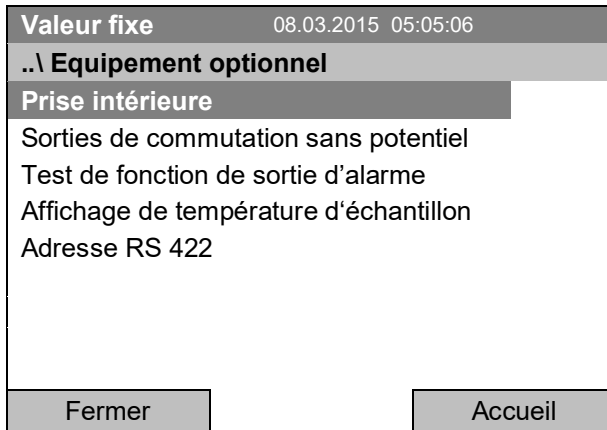 Valeur fixe 08.03.2015 05:05:06
..\ Equipement optionnel
Prise intérieure
Sorties de commutation sans potentiel
Test de fonction de sortie d’alarme
Affichage de température d‘échantillon
Adresse RS 422
Fermer Accueil